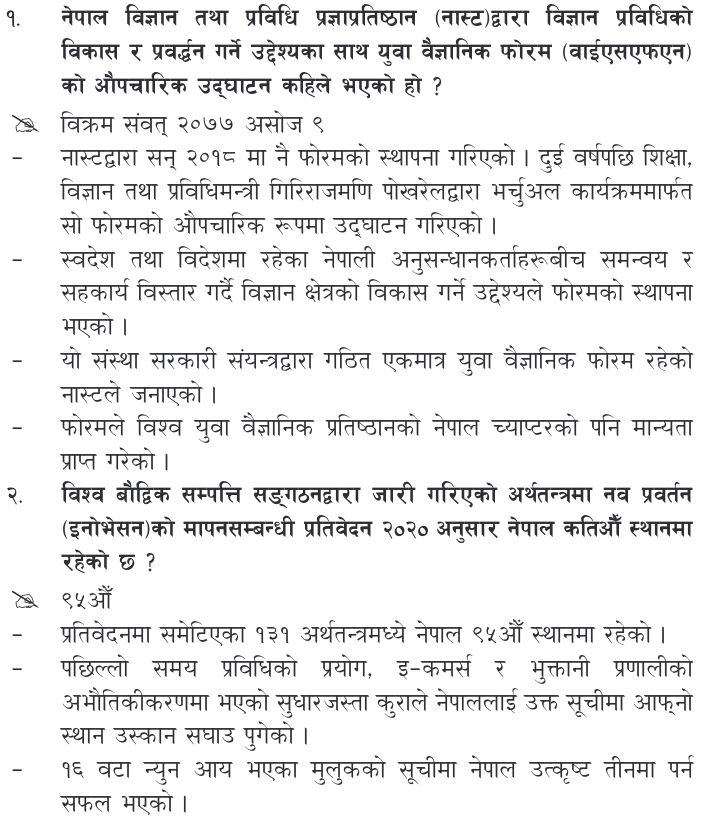 १. नेपाल विज्ञान तथा प्रविधि प्रज्ञाप्रतिष्ठान (नास्ट)द्वारा विज्ञान प्रविधिको
विकास र प्रवर्द्धन गर्ने उद्देश्यका साथ युवा वैज्ञानिक फोरम (वाईएसएफएन)
को औपचारिक उद्घाटन कहिले भएको हो ?
विक्रम संवत् २०७७ असोज ९
– नास्टद्वारा सन् २०१८ मा नै फोरमको स्थापना गरिएको । दुई वर्षपछि शिक्षा,
विज्ञान तथा प्रविधिमन्त्री गिरिराजमणि पोखरेलद्वारा भर्चुअल कार्यक्रममार्फत
सो फोरमको औपचारिक रूपमा उद्घाटन गरिएको ।
– स्वदेश तथा विदेशमा रहेका नेपाली अनुसन्धानकर्ताहरूबीच समन्वय र
सहकार्य विस्तार गर्दै विज्ञान क्षेत्रको विकास गर्ने उद्देश्यले फोरमको स्थापना
भएको ।
– यो संस्था सरकारी संयन्त्रद्वारा गठित एकमात्र युवा वैज्ञानिक फोरम रहेको
नास्टले जनाएको ।
– फोरमले विश्व युवा वैज्ञानिक प्रतिष्ठानको नेपाल च्याप्टरको पनि मान्यता
प्राप्त गरेको ।
२. विश्व बौद्विक सम्पत्ति सङ्गठनद्वारा जारी गरिएको अर्थतन्त्रमा नव प्रवर्तन
(इनोभेसन)को मापनसम्बन्धी प्रतिवेदन २०२० अनुसार नेपाल कतिऔँ स्थानमा
रहेको छ ?
९५औँ
– प्रतिवेदनमा समेटिएका १३१ अर्थतन्त्रमध्ये नेपाल ९५औँ स्थानमा रहेको ।
– पछिल्लो समय प्रविधिको प्रयोग, इ-कमर्स र भुक्तानी प्रणालीको
अभौतिकीकरणमा भएको सुधारजस्ता कुराले नेपाललाई उक्त सूचीमा आफ्नो
स्थान उस्कान सघाउ पुगेको ।
– १६ वटा न्युन आय भएका मुलुकको सूचीमा नेपाल उत्कृष्ट तीनमा पर्न
सफल भएको ।